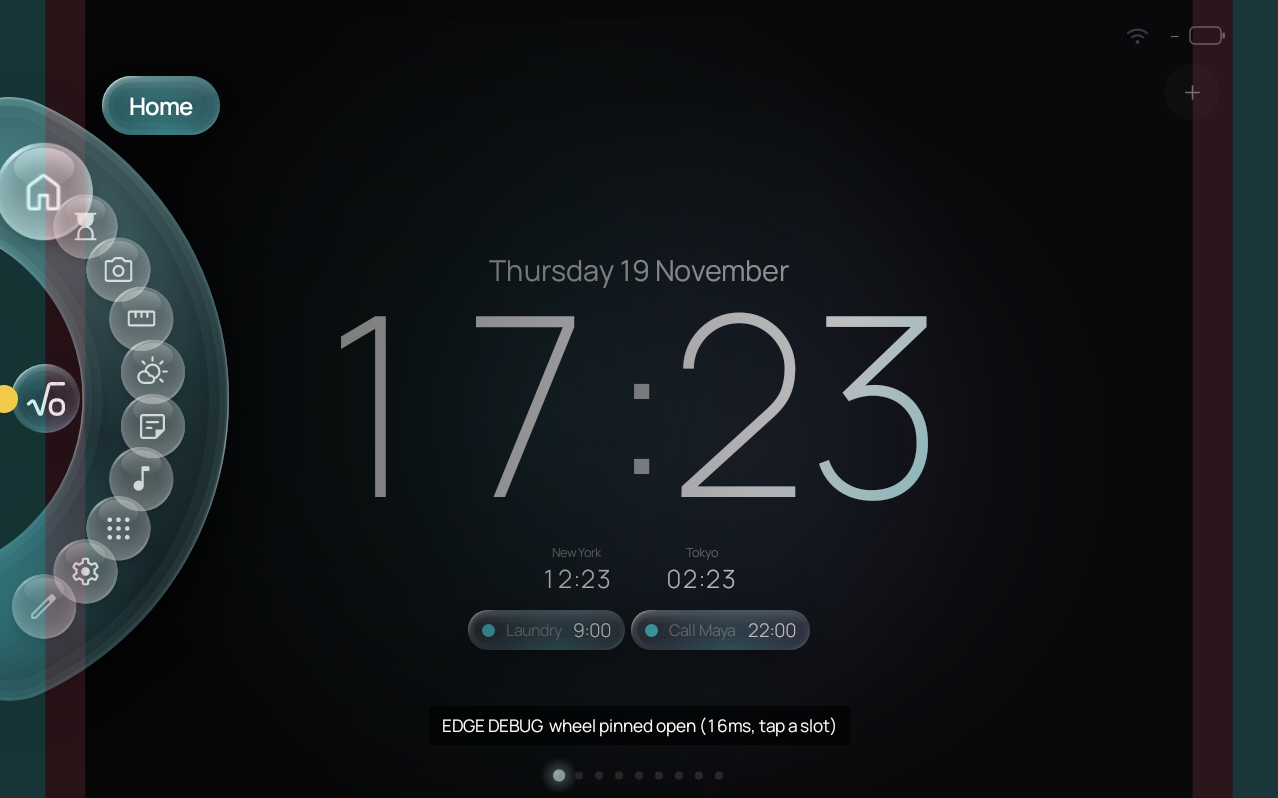 Home
Thursday 19 November
17:23
New York Tokyo
12:23 02:23
Laundry 9:00 Call Maya 22:00
EDGE DEBUG wheel pinned open (16ms, tap a slot)